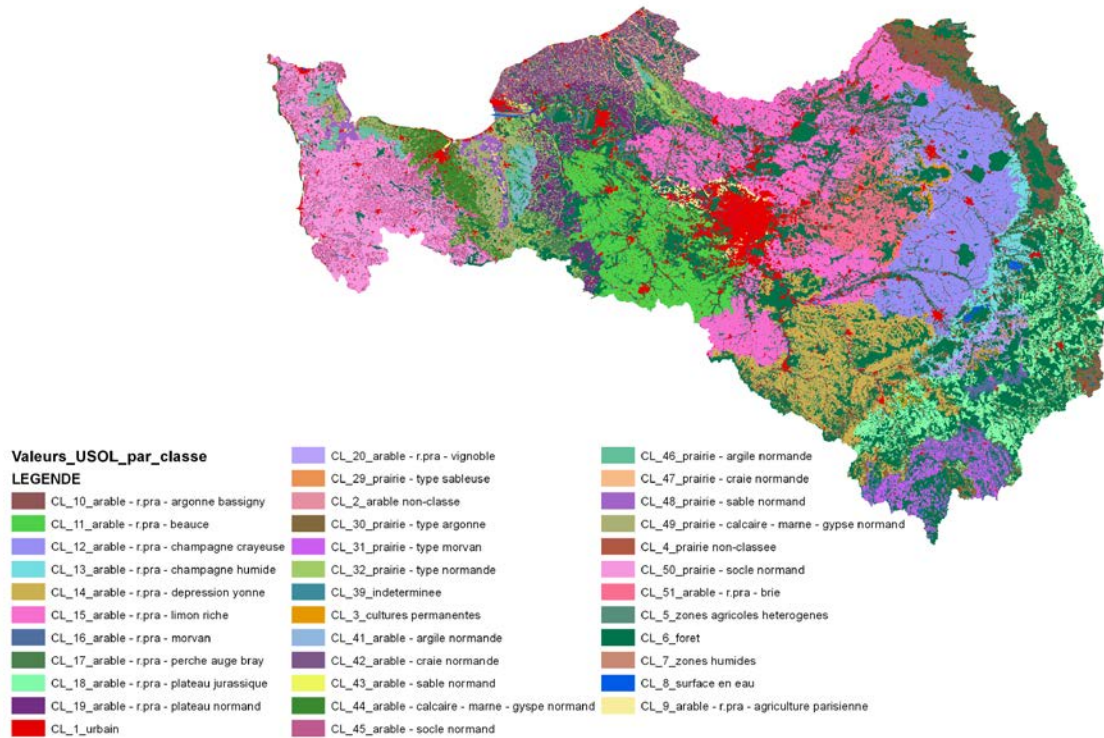 Valeurs_USOL_par_classe
LEGENDE
CL_10_arable - r.pra - argonne bassigny
CL_11_arable - r.pra - beauce
CL_12_arable - r.pra - champagne crayeuse
CL_13_arable - r.pra - champagne humide
CL_14_arable - r.pra - depression yonne
CL_15_arable - r.pra - limon riche
CL_16_arable - r.pra - morvan
CL_17_arable - r.pra - perche auge bray
CL_18_arable - r.pra - plateau jurassique
CL_19_arable - r.pra - plateau normand
CL_1_urbain
CL_20_arable - r.pra - vignoble
CL_29_prairie - type sableuse
CL_2_arable non-classe
CL_30_prairie - type argonne
CL_31_prairie - type morvan
CL_32_prairie - type normande
CL_39_indeterminee
CL_3_cultures permanentes
CL_41_arable - argile normande
CL_42_arable - craie normande
CL_43_arable - sable normand
CL_44_arable - calcaire - marne - gyspe normand
CL_45_arable - socle normand
CL_46_prairie - argile normande
CL_47_prairie - craie normande
CL_48_prairie - sable normand
CL_49_prairie - calcaire - marne - gypse normand
CL_4_prairie non-classee
CL_50_prairie - socle normand
CL_51_arable - r.pra - brie
CL_5_zones agricoles heterogenes
CL_6_foret
CL_7_zones humides
CL_8_surface en eau
CL_9_arable - r.pra - agriculture parisienne